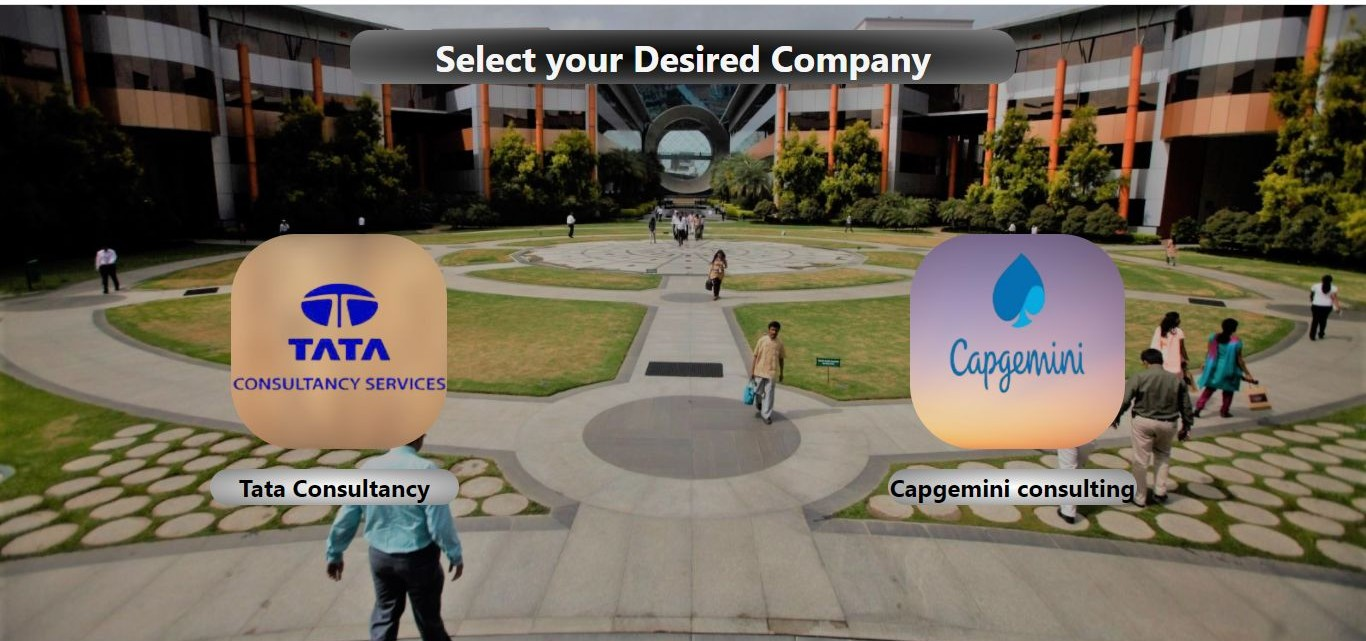 Select your Desired Company
TATA
CONSULTANCY SERVICES
Capgemini
Tata Consultancy
Capgemini consulting